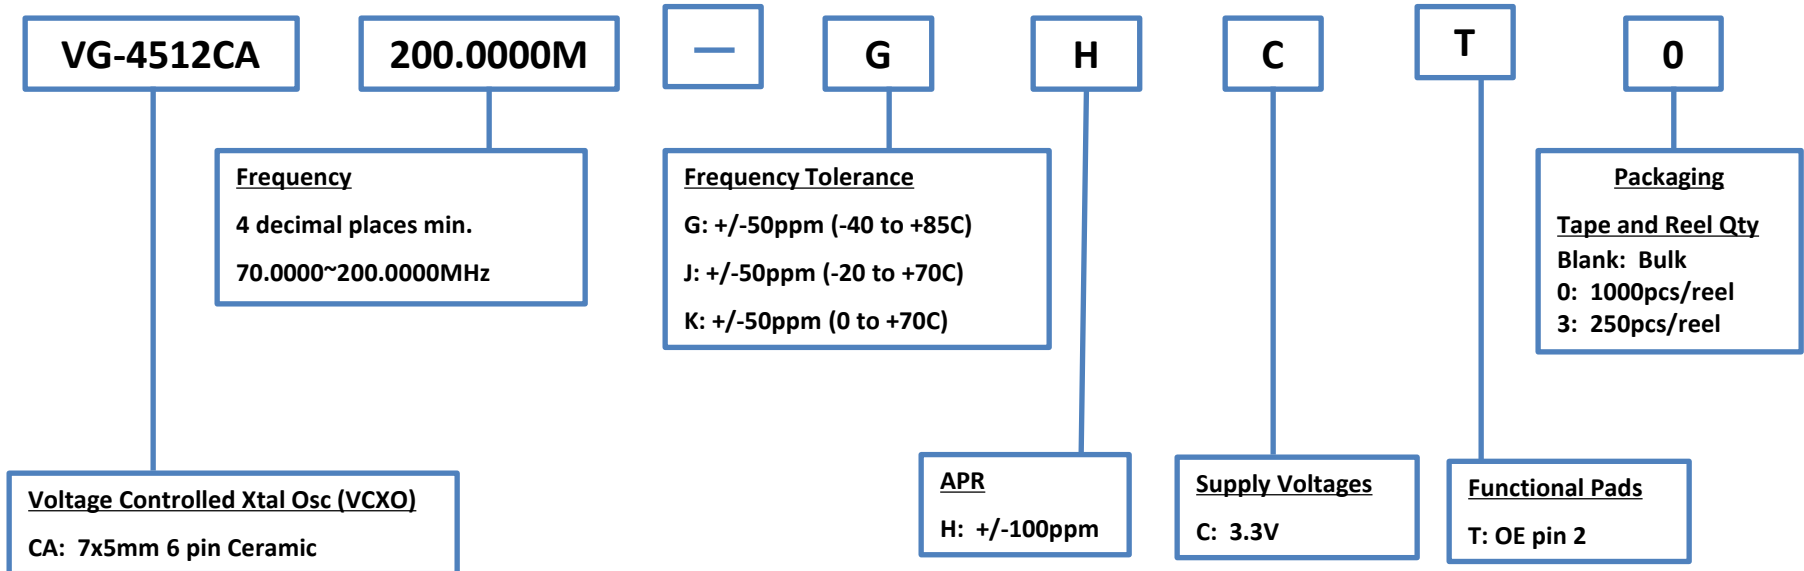 VG-4512CA 200.0000M — G H C T 0
Frequency
4 decimal places min.
70.0000~200.0000MHz
Frequency Tolerance
G: +/-50ppm (-40 to +85C)
J: +/-50ppm (-20 to +70C)
K: +/-50ppm (0 to +70C)
Packaging
Tape and Reel Qty
Blank: Bulk
0: 1000pcs/reel
3: 250pcs/reel
Voltage Controlled Xtal Osc (VCXO)
CA: 7x5mm 6 pin Ceramic
APR
H: +/-100ppm
Supply Voltages
C: 3.3V
Functional Pads
T: OE pin 2